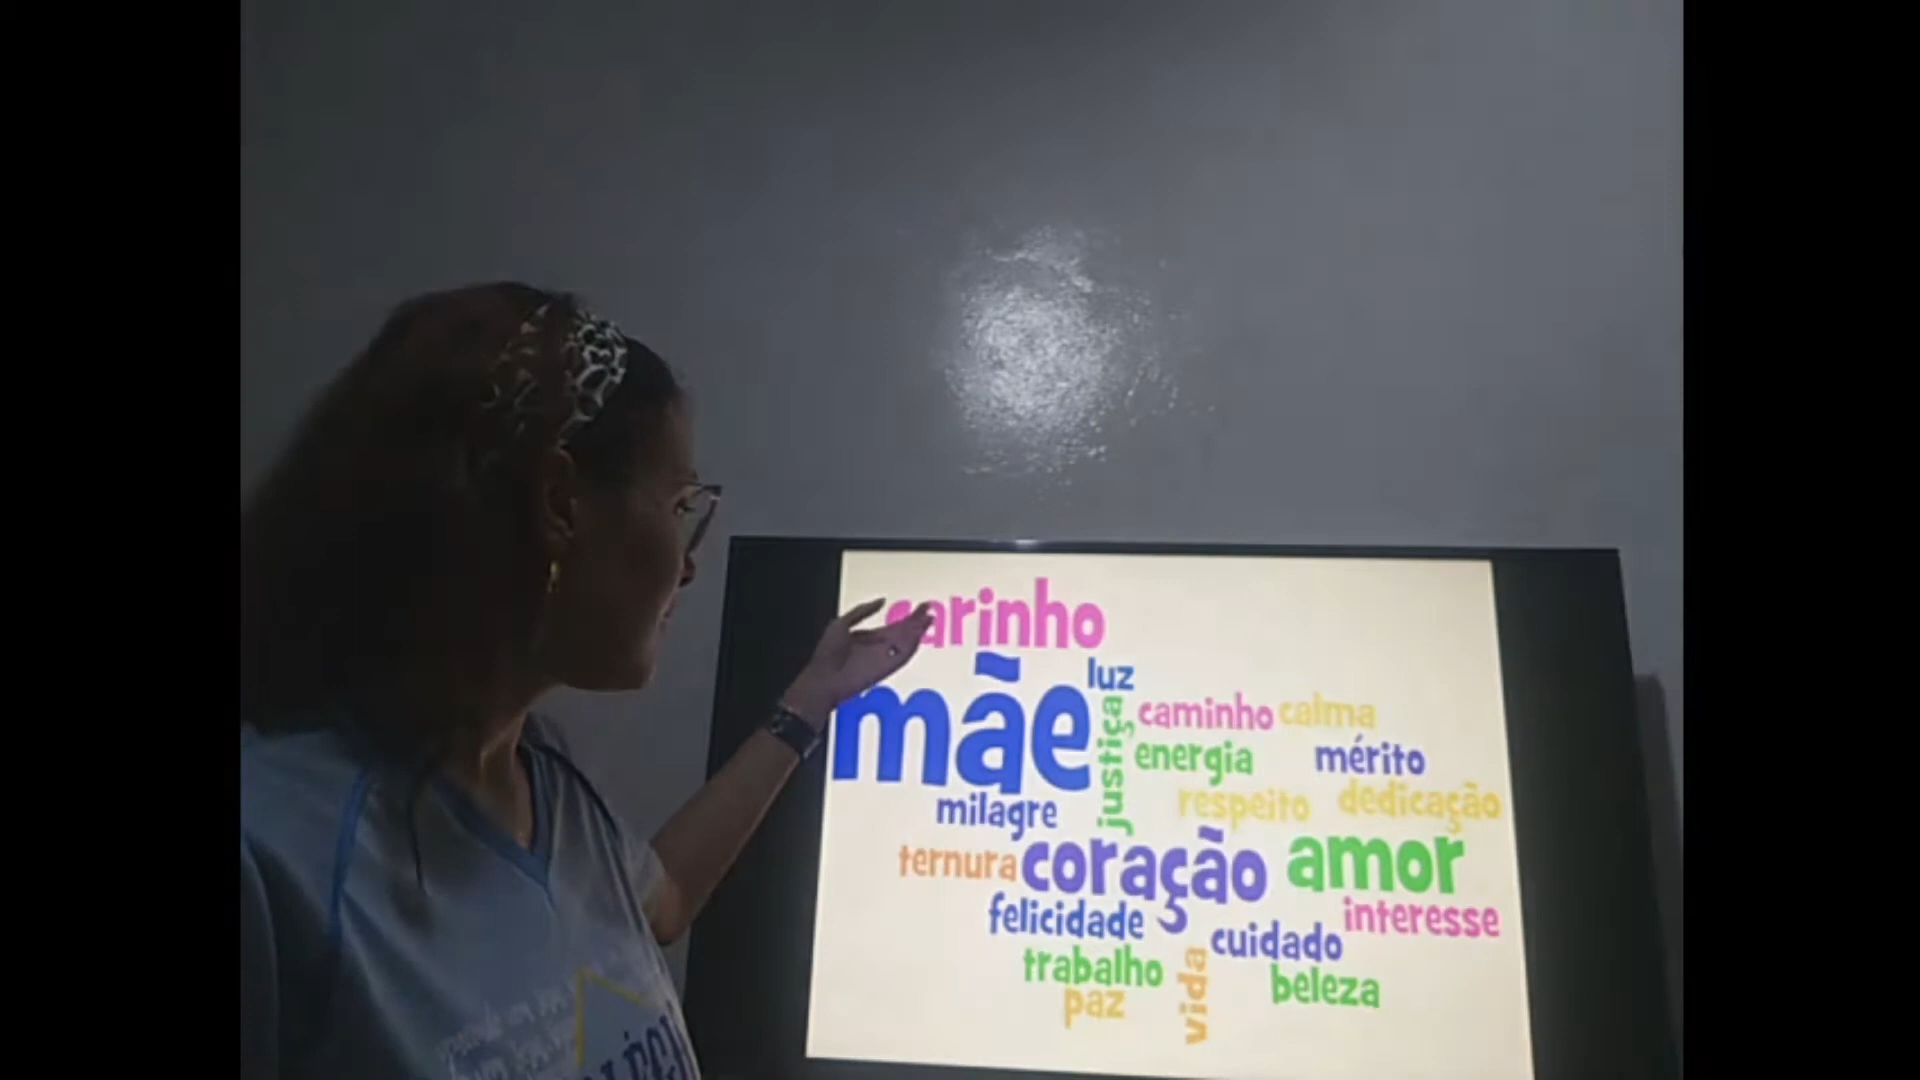 carinho
mãe
luz
justiça
caminho calma
energia mérito
respeito dedicação
milagre
ternura coração amor
felicidade interesse
cuidado
trabalho
vida beleza
paz